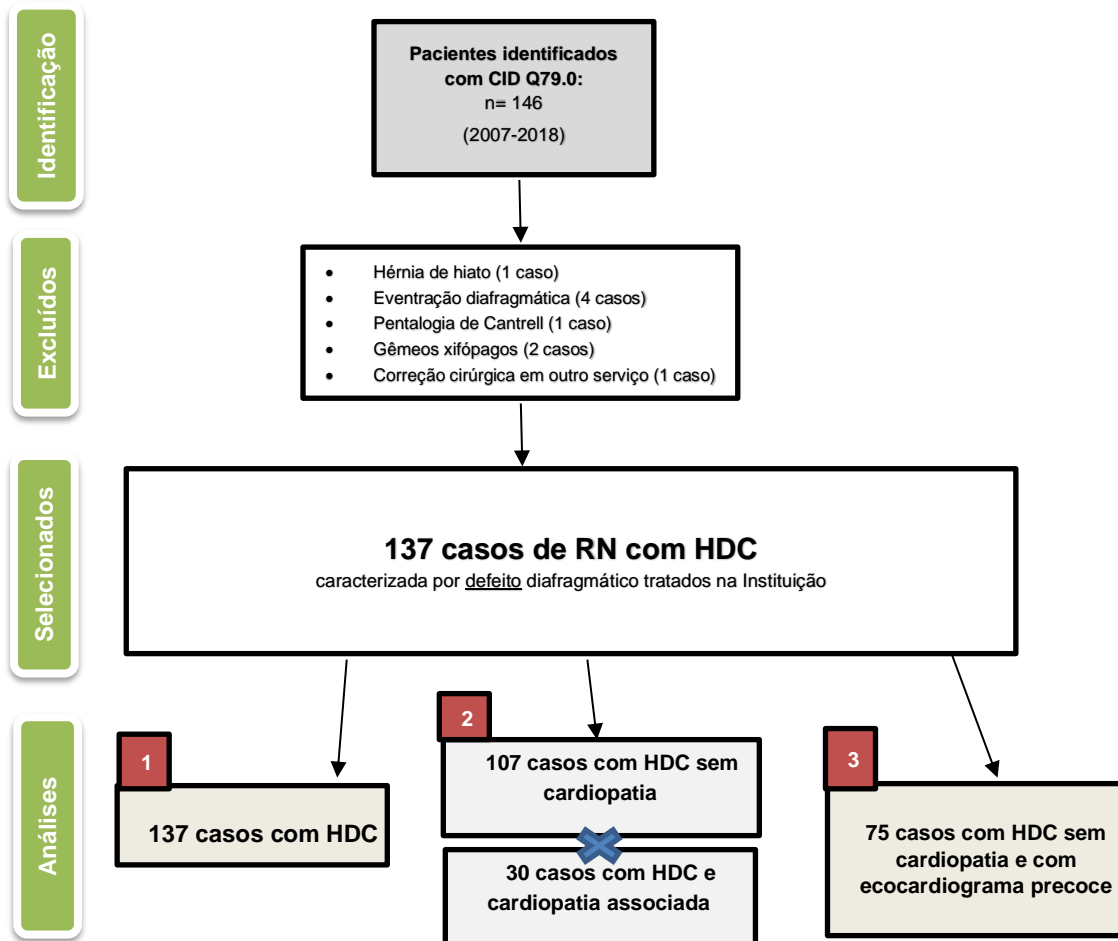 Identificação
Pacientes identificados
com CID Q79.0:
n= 146
(2007-2018)
Excluídos
• Hérnia de hiato (1 caso)
• Eventração diafragmática (4 casos)
• Pentalogia de Cantrell (1 caso)
• Gêmeos xifópagos (2 casos)
• Correção cirúrgica em outro serviço (1 caso)
Selecionados
137 casos de RN com HDC
caracterizada por defeito diafragmático tratados na Instituição
Análises
1
137 casos com HDC
2
107 casos com HDC sem
cardiopatia
30 casos com HDC e
cardiopatia associada
3
75 casos com HDC sem
cardiopatia e com
ecocardiograma precoce